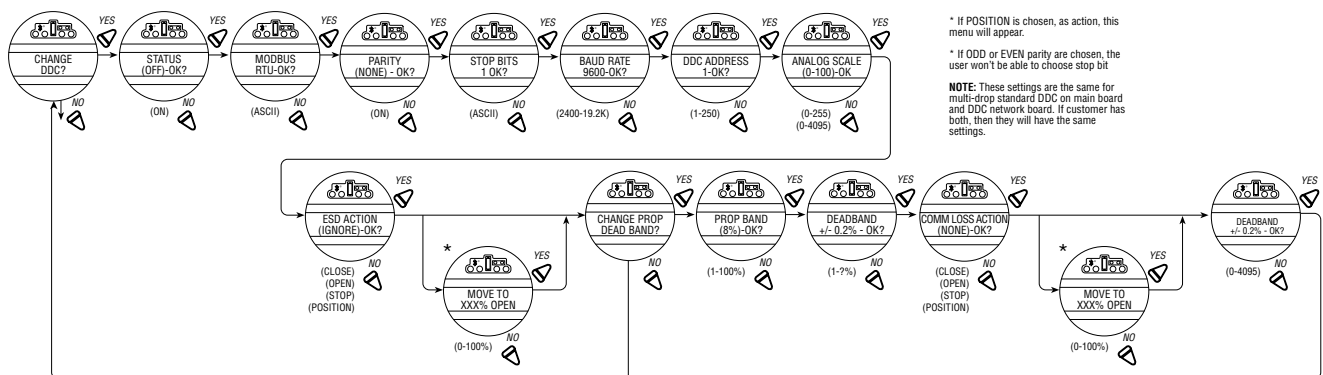 YES
CHANGE
DDC?
NO
YES
STATUS
(OFF)-OK?
NO
(ON)
YES
MODBUS
RTU-OK?
NO
(ASCII)
YES
PARITY
(NONE) - OK?
NO
(ON)
YES
STOP BITS
1 OK?
NO
(ASCII)
YES
BAUD RATE
9600-OK?
NO
(2400-19.2K)
YES
DDC ADDRESS
1-OK?
NO
(1-250)
YES
ANALOG SCALE
(0-100)-OK
NO
(0-255)
(0-4095)
* If POSITION is chosen, as action, this
menu will appear.
* If ODD or EVEN parity are chosen, the
user won't be able to choose stop bit
NOTE: These settings are the same for
multi-drop standard DDC on main board
and DDC network board. If customer has
both, then they will have the same
settings.
YES
ESD ACTION
(IGNORE)-OK?
NO
(CLOSE)
(OPEN)
(STOP)
(POSITION)
*
YES
MOVE TO
XXX% OPEN
NO
(0-100%)
YES
CHANGE PROP
DEAD BAND?
NO
YES
PROP BAND
(8%)-OK?
NO
(1-100%)
YES
DEADBAND
+/- 0.2% - OK?
NO
(1-?%)
YES
COMM LOSS ACTION
(NONE)-OK?
NO
(CLOSE)
(OPEN)
(STOP)
(POSITION)
*
YES
MOVE TO
XXX% OPEN
NO
(0-100%)
YES
DEADBAND
+/- 0.2% - OK?
NO
(0-4095)